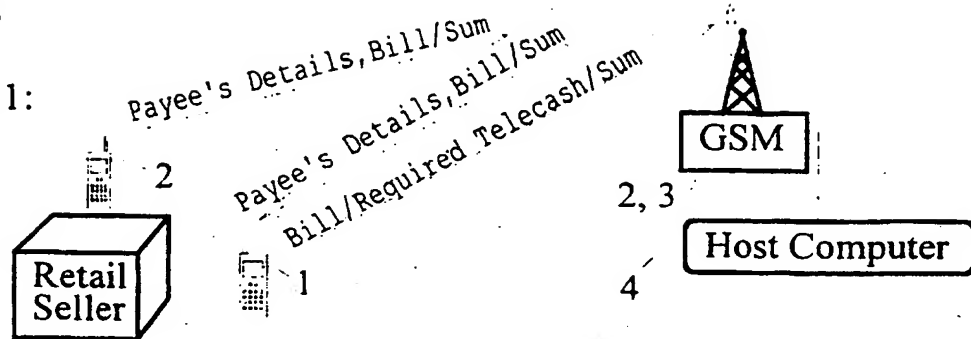 1:
Payee's Details,Bill/Sum
Payee's Details,Bill/Sum
Bill/Required Telecash/Sum
GSM
2
2, 3
Retail
Seller
1
Host Computer
4